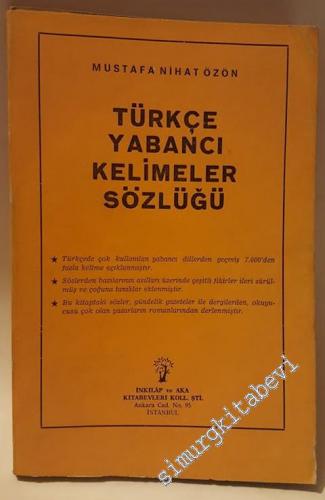 MUSTAFA NİHAT ÖZÖN
TÜRKÇE
YABANCI
KELİMELER
SÖZLÜĞÜ
★ Türkçede çok kullanılan yabancı dillerden geçmiş 7.000'den
fazla kelime açıklanmıştır.
★ Sözlerden bazılarının asılları üzerinde çeşitli fikirler ileri sürül-
müş ve çoğuna tanıklar eklenmiştir.
★ Bu kitaptaki sözler, gündelik gazeteler ile dergilerden, okuyu-
cusu çok olan yazarların romanlarından derlenmiştir.
İNKILÂP ve AKA
KİTABEVLERİ KOLL. ŞTİ.
Ankara Cad. No. 95
İSTANBUL
simurgkitabevi